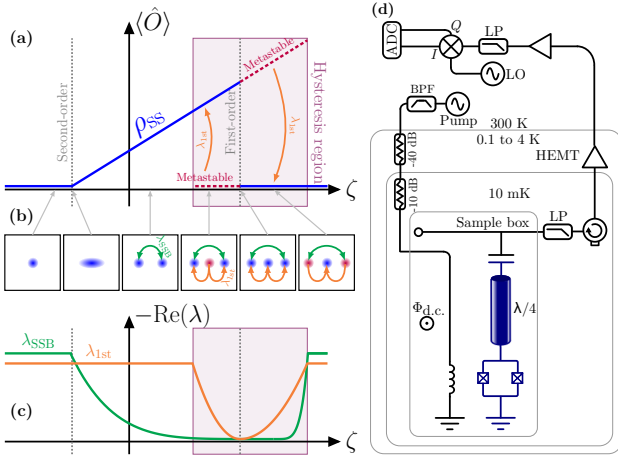 (a)
⟨Ô⟩
Second-order
ρss
Metastable
λ1st
First-order
λ1st
Metastable
Hysteresis region
ζ
(b)
λSSB
λ1st
−Re(λ)
λSSB
λ1st
(c)
ζ
(d)
ADC
Q
I
LP
LO
BPF
Pump
300 K
0.1 to 4 K
HEMT
-40 dB
-10 dB
10 mK
Sample box
LP
Φd.c.
λ/4